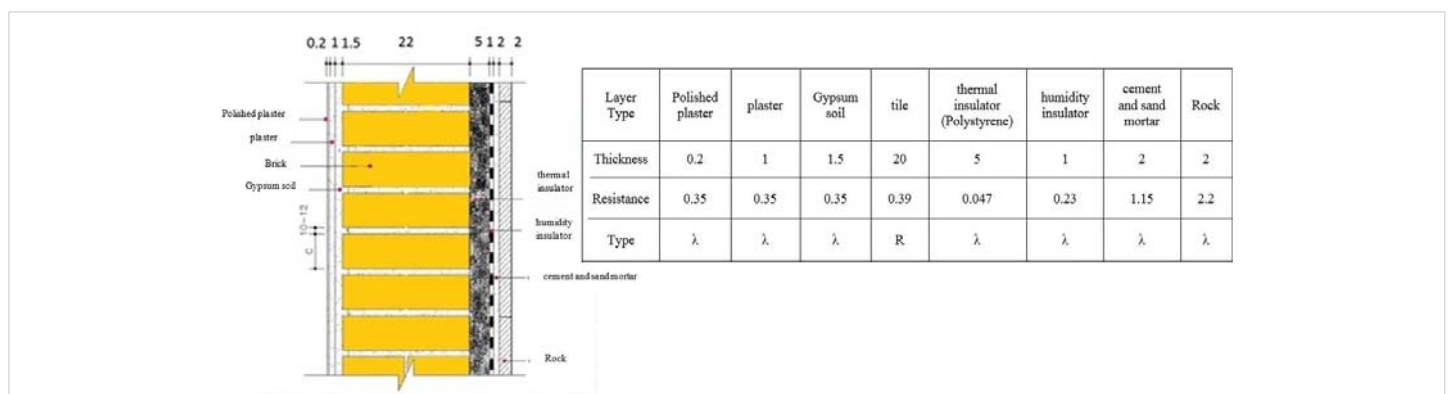 0.2 1 1.5 22 5 1 2 2
Polished plaster
plaster
Brick
Gypsum soil
10-12
C
thermal
insulator
humidity
insulator
cement and sand mortar
Rock
Layer
Type
Polished
plaster
plaster
Gypsum
soil
tile
thermal
insulator
(Polystyrene)
humidity
insulator
cement
and sand
mortar
Rock
Thickness 0.2 1 1.5 20 5 1 2 2
Resistance 0.35 0.35 0.35 0.39 0.047 0.23 1.15 2.2
Type λ λ λ R λ λ λ λ